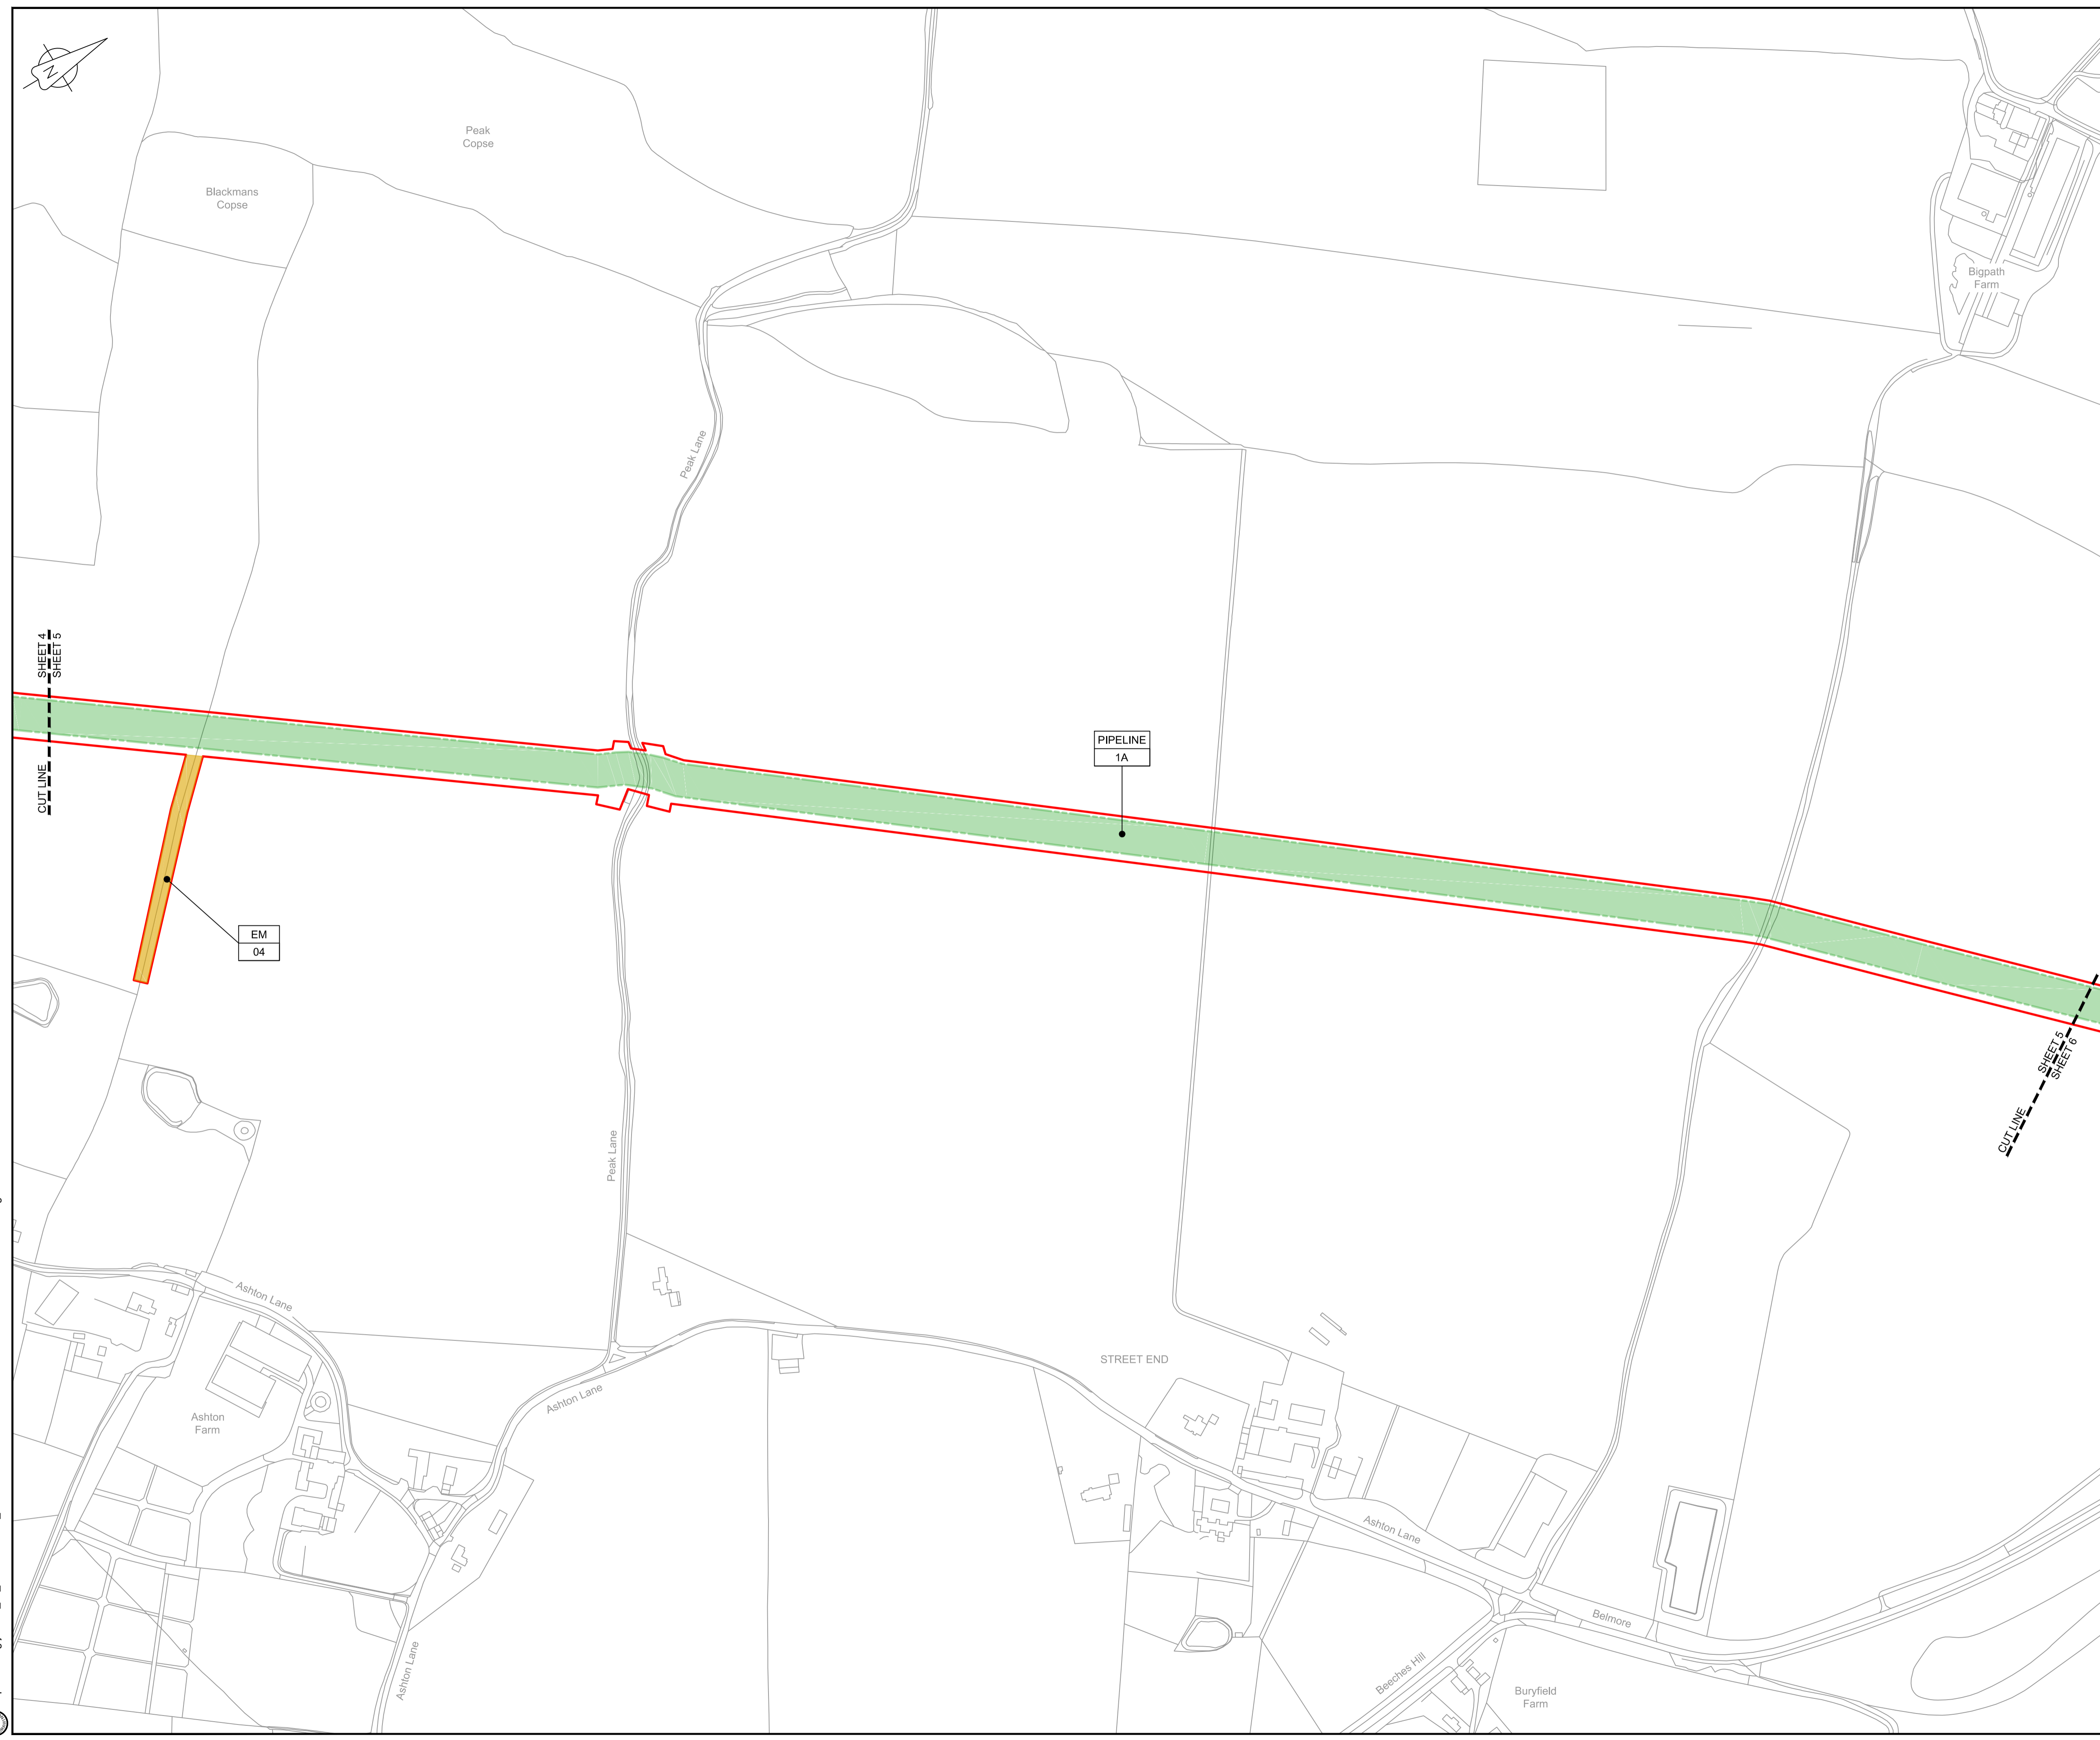 N
Peak
Copse
Blackmans
Copse
Bigpath
Farm
Peak Lane
SHEET 4
SHEET 5
CUT LINE
PIPELINE
1A
EM
04
SHEET 5
SHEET 6
CUT LINE
Peak Lane
Ashton Lane
STREET END
Ashton Lane
Ashton
Farm
Ashton Lane
Belmore
Ashton Lane
Beeches Hill
Buryfield
Farm